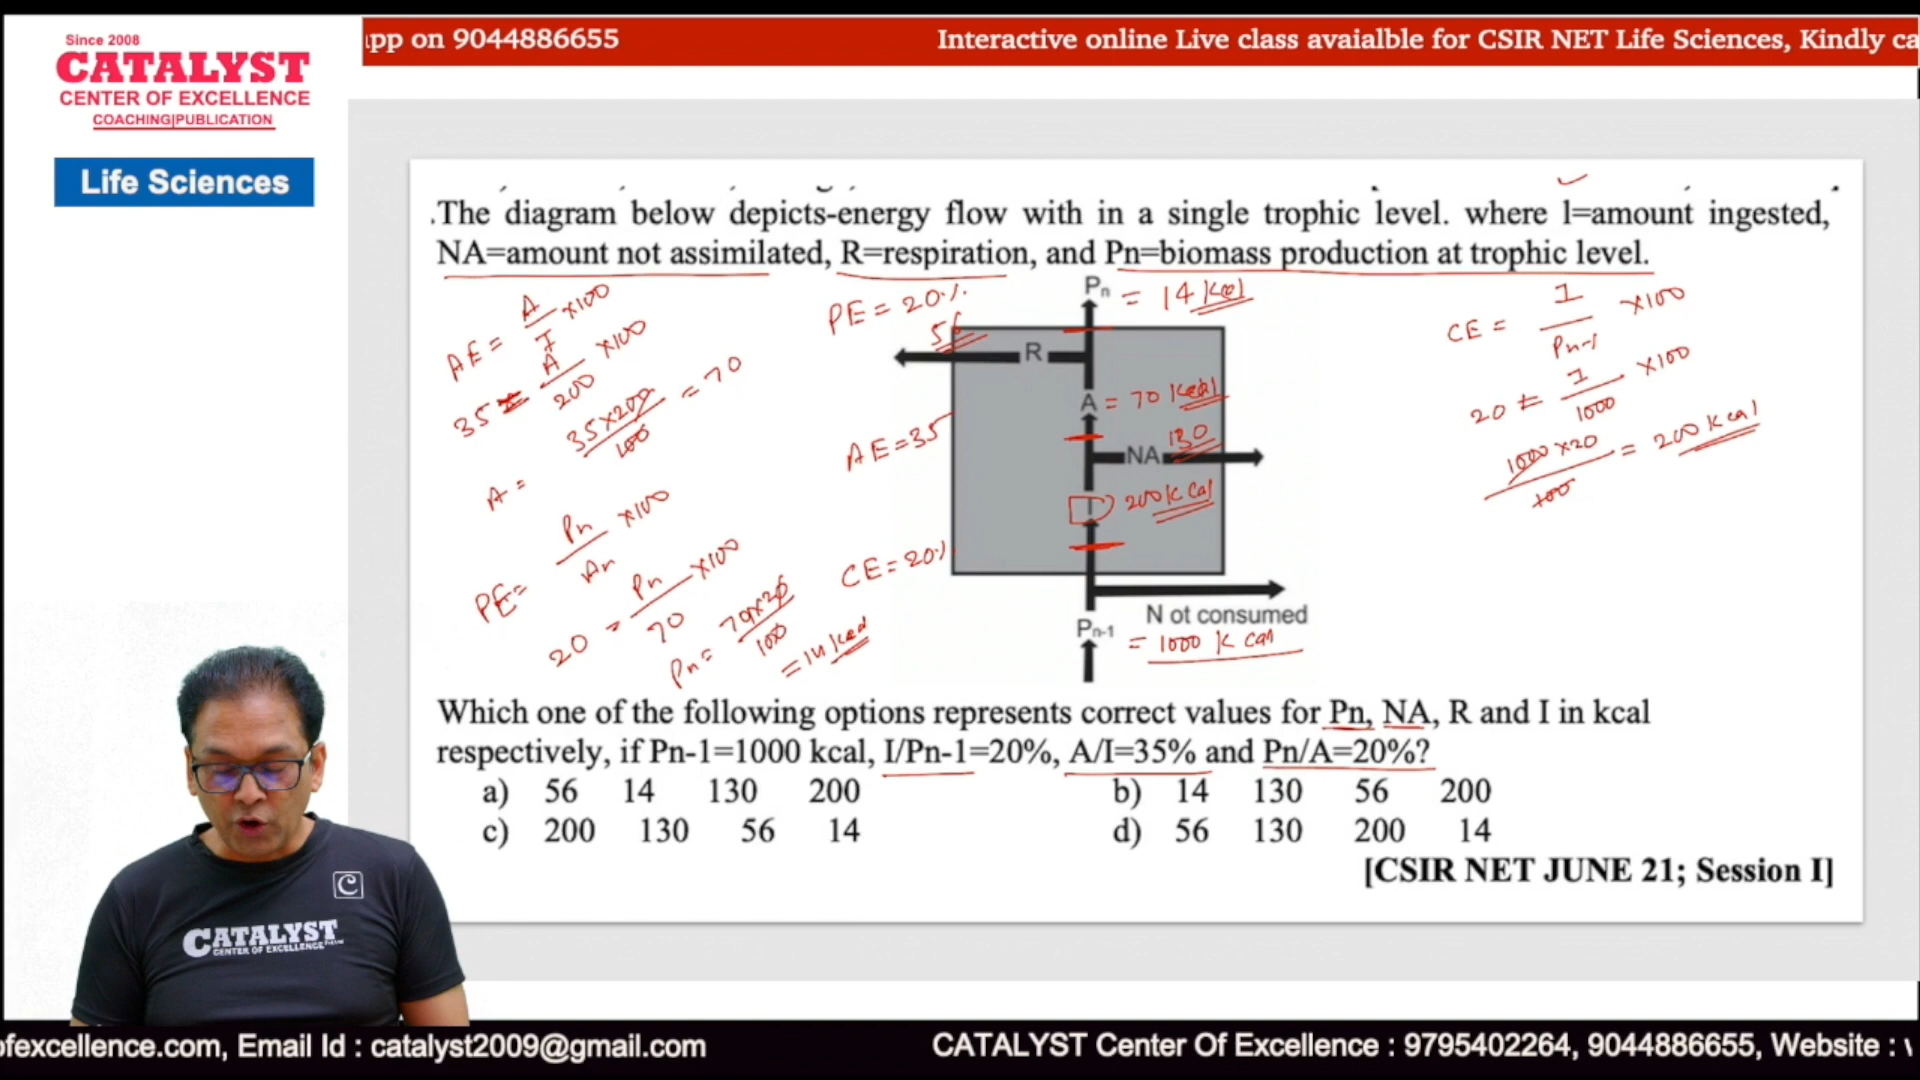 Since 2008
CATALYST
CENTER OF EXCELLENCE
COACHING|PUBLICATION
Life Sciences
pp on 9044886655
Interactive online Live class avaialble for CSIR NET Life Sciences, Kindly ca
.The diagram below depicts-energy flow with in a single trophic level. where l=amount ingested,
NA=amount not assimilated, R=respiration, and Pn=biomass production at trophic level.
AE = A/I ×100
35 = A/200 ×100
A = 35×200/100 = 70
PE = Pn/An ×100
20 = Pn/70 ×100
Pn = 70×20/100
= 14 kcal
PE = 20%
56
AE = 35
CE = 20%
Pn = 14 kcal
R
A = 70 kcal
130
NA
I 200 k cal
N ot consumed
Pn-1 = 1000 k cal
CE = I/Pn-1 ×100
20 = I/1000 ×100
1000×20/100 = 200 k cal
Which one of the following options represents correct values for Pn, NA, R and I in kcal
respectively, if Pn-1=1000 kcal, I/Pn-1=20%, A/I=35% and Pn/A=20%?
a) 56 14 130 200 b) 14 130 56 200
c) 200 130 56 14 d) 56 130 200 14
[CSIR NET JUNE 21; Session I]
C
CATALYST
CENTER OF EXCELLENCE
ofexcellence.com, Email Id : catalyst2009@gmail.com
CATALYST Center Of Excellence : 9795402264, 9044886655, Website :